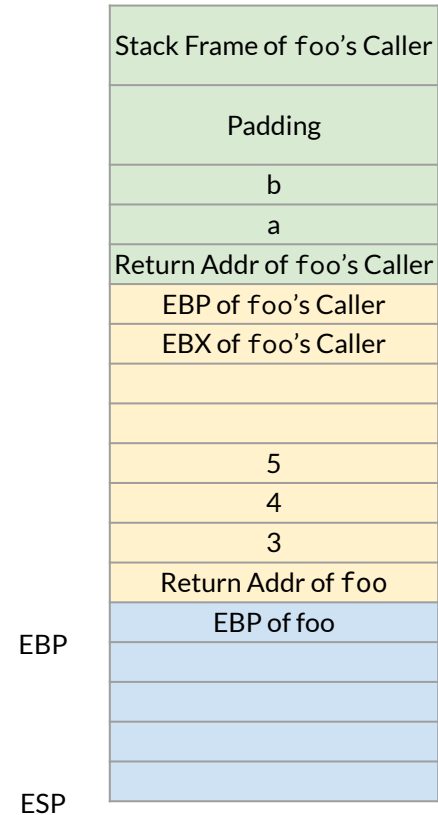 Stack Frame of foo’s Caller
Padding
b
a
Return Addr of foo’s Caller
EBP of foo’s Caller
EBX of foo’s Caller
5
4
3
Return Addr of foo
EBP of foo
EBP
ESP